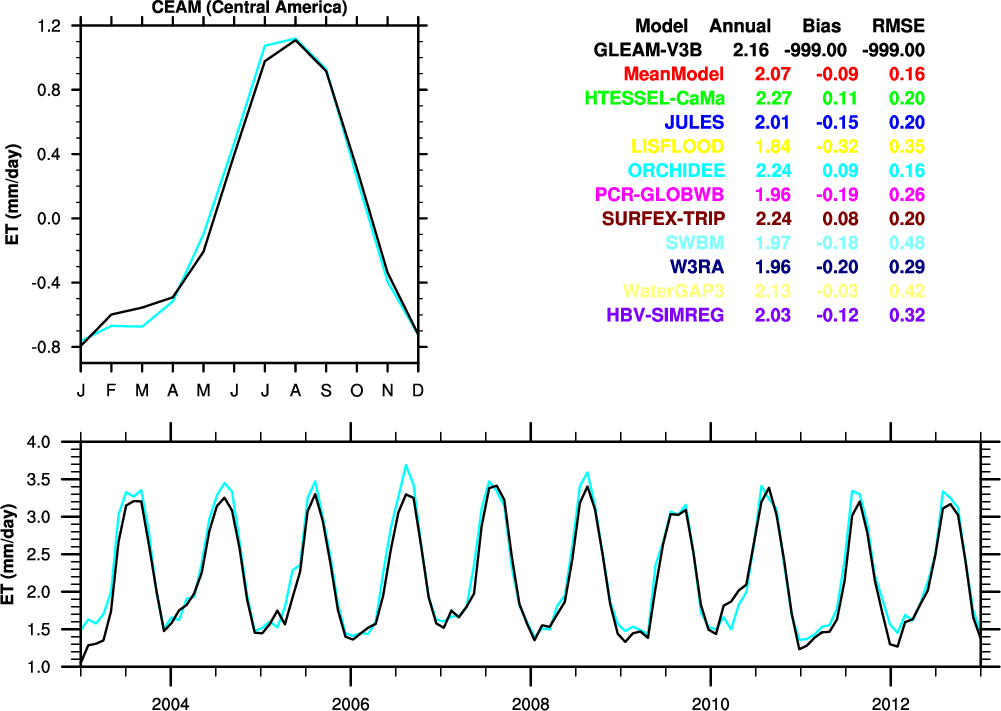 CEAM (Central America)
ET (mm/day)
1.2
0.8
0.4
0.0
-0.4
-0.8
J F M A M J J A S O N D
Model Annual Bias RMSE
GLEAM-V3B 2.16 -999.00 -999.00
MeanModel 2.07 -0.09 0.16
HTESSEL-CaMa 2.27 0.11 0.20
JULES 2.01 -0.15 0.20
LISFLOOD 1.84 -0.32 0.35
ORCHIDEE 2.24 0.09 0.16
PCR-GLOBWB 1.96 -0.19 0.26
SURFEX-TRIP 2.24 0.08 0.20
SWBM 1.97 -0.18 0.48
W3RA 1.96 -0.20 0.29
WaterGAP3 2.13 -0.03 0.42
HBV-SIMREG 2.03 -0.12 0.32
ET (mm/day)
4.0
3.5
3.0
2.5
2.0
1.5
1.0
2004 2006 2008 2010 2012